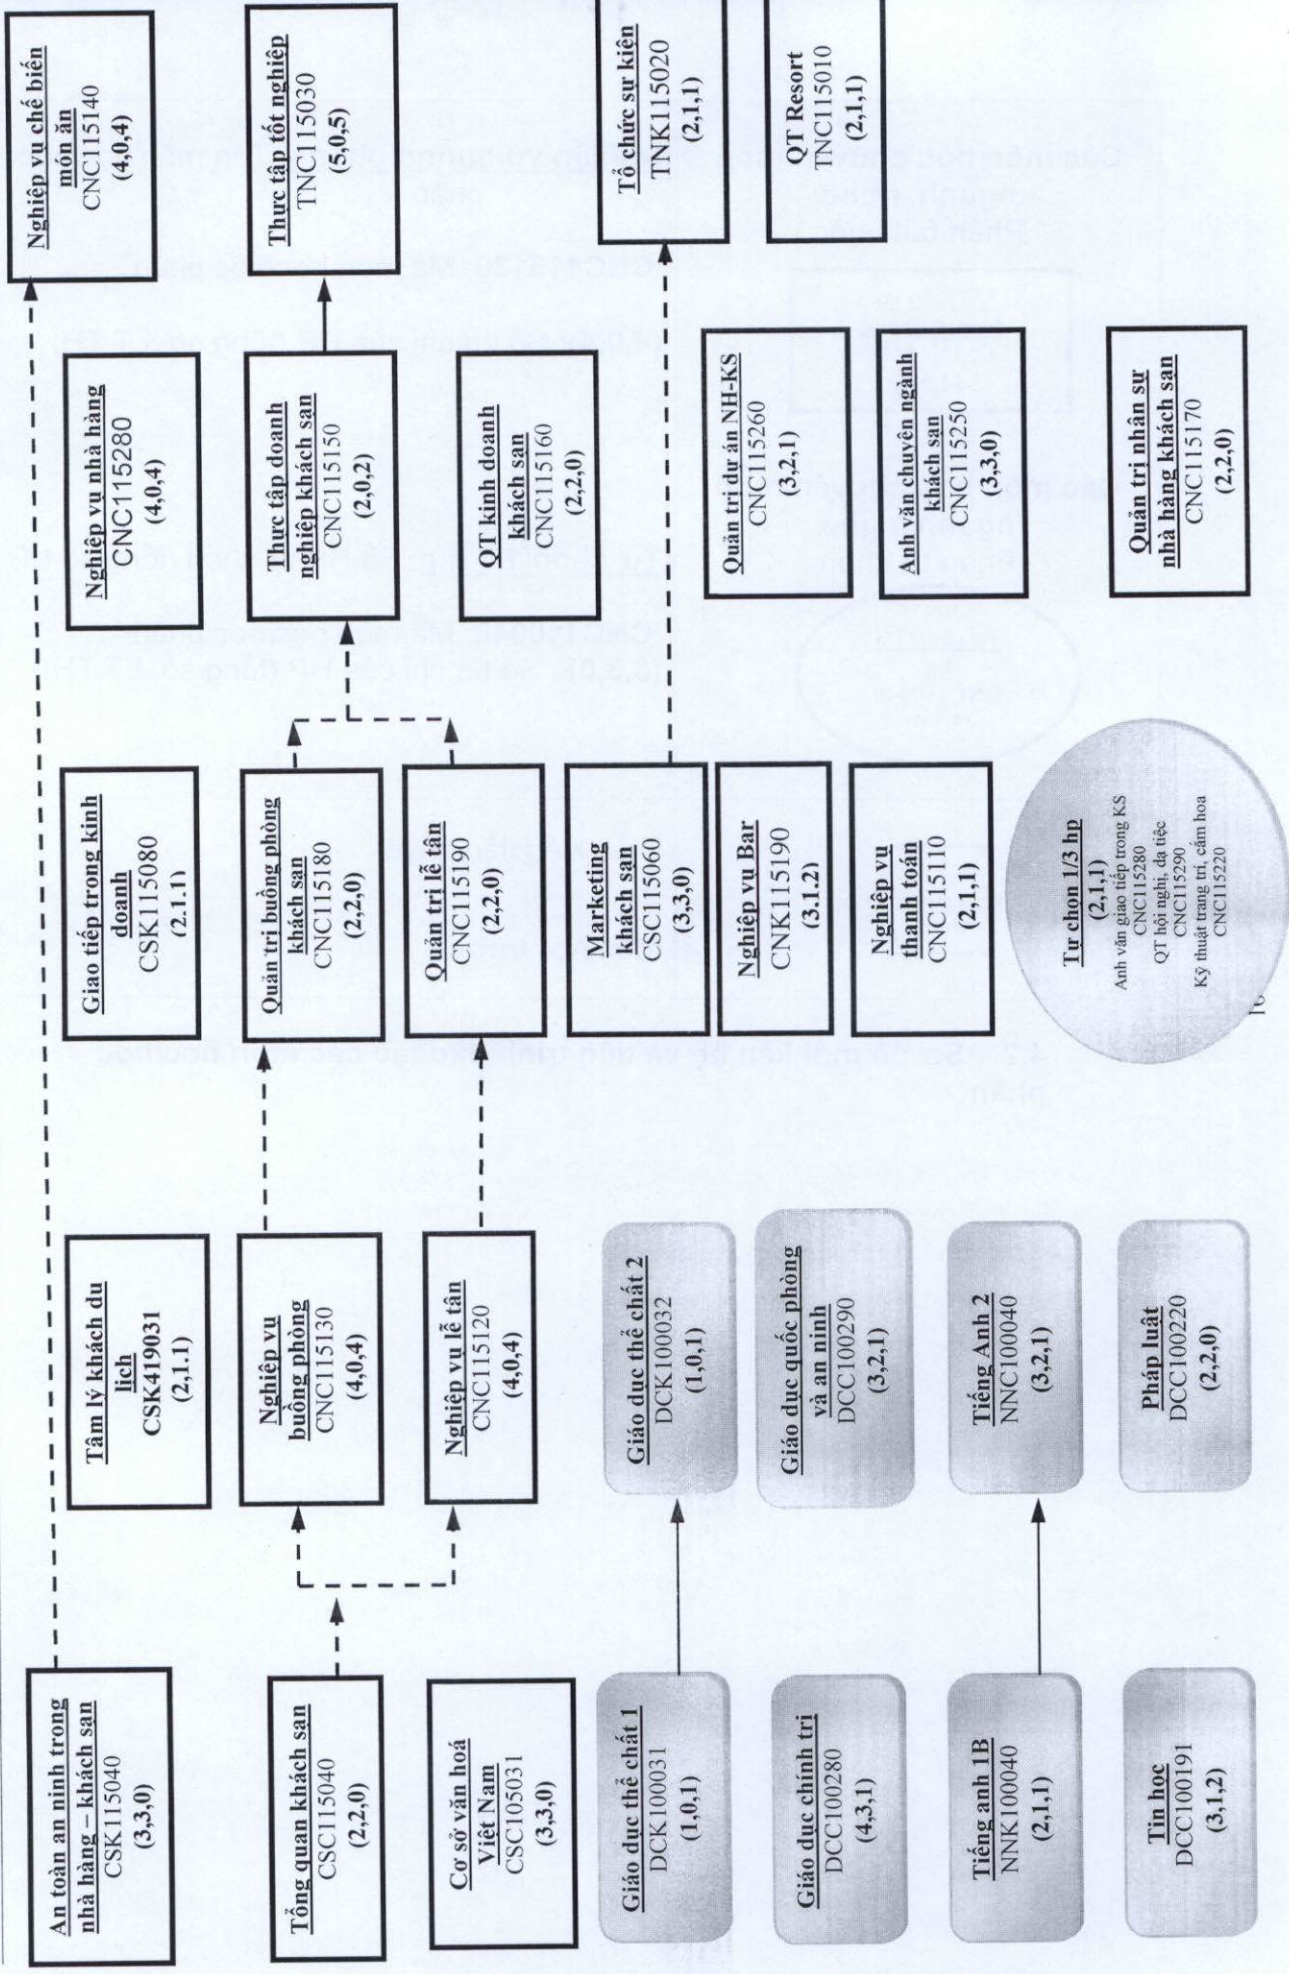 An toàn an ninh trong
nhà hàng – khách sạn
CSK115040
(3,3,0)
Tổng quan khách sạn
CSC115040
(2,2,0)
Cơ sở văn hoá
Việt Nam
CSC105031
(3,3,0)
Giáo dục thể chất 1
DCK100031
(1,0,1)
Giáo dục chính trị
DCC100280
(4,3,1)
Tiếng anh 1B
NNK100040
(2,1,1)
Tin học
DCC100191
(3,1,2)
Tâm lý khách du
lịch
CSK419031
(2,1.1)
Nghiệp vụ
buồng phòng
CNC115130
(4,0,4)
Nghiệp vụ lễ tân
CNC115120
(4,0,4)
Giáo dục thể chất 2
DCK100032
(1,0,1)
Giáo dục quốc phòng
và an ninh
DCC100290
(3,2,1)
Tiếng Anh 2
NNC100040
(3,2,1)
Pháp luật
DCC100220
(2,2,0)
Giao tiếp trong kinh
doanh
CSK115080
(2.1.1)
Quản trị buồng phòng
khách sạn
CNC115180
(2,2,0)
Quản trị lễ tân
CNC115190
(2,2,0)
Marketing
khách sạn
CSC115060
(3,3,0)
Nghiệp vụ Bar
CNK115190
(3.1.2)
Nghiệp vụ
thanh toán
CNC115110
(2,1,1)
Tự chọn 1/3 hp
(2,1,1)
Anh văn giao tiếp trong KS
CNC115280
QT hội nghị, dạ tiệc
CNC115290
Kỹ thuật trang trí, cắm hoa
CNC115220
Nghiệp vụ nhà hàng
CNC115280
(4,0,4)
Thực tập doanh
nghiệp khách sạn
CNC115150
(2,0,2)
QT kinh doanh
khách sạn
CNC115160
(2,2,0)
Quản trị dự án NH-KS
CNC115260
(3,2,1)
Anh văn chuyên ngành
khách sạn
CNC115250
(3,3,0)
Quản trị nhân sự
nhà hàng khách sạn
CNC115170
(2,2,0)
Nghiệp vụ chế biến
món ăn
CNC115140
(4,0,4)
Thực tập tốt nghiệp
TNC115030
(5,0,5)
Tổ chức sự kiện
TNK115020
(2,1,1)
QT Resort
TNC115010
(2,1,1)